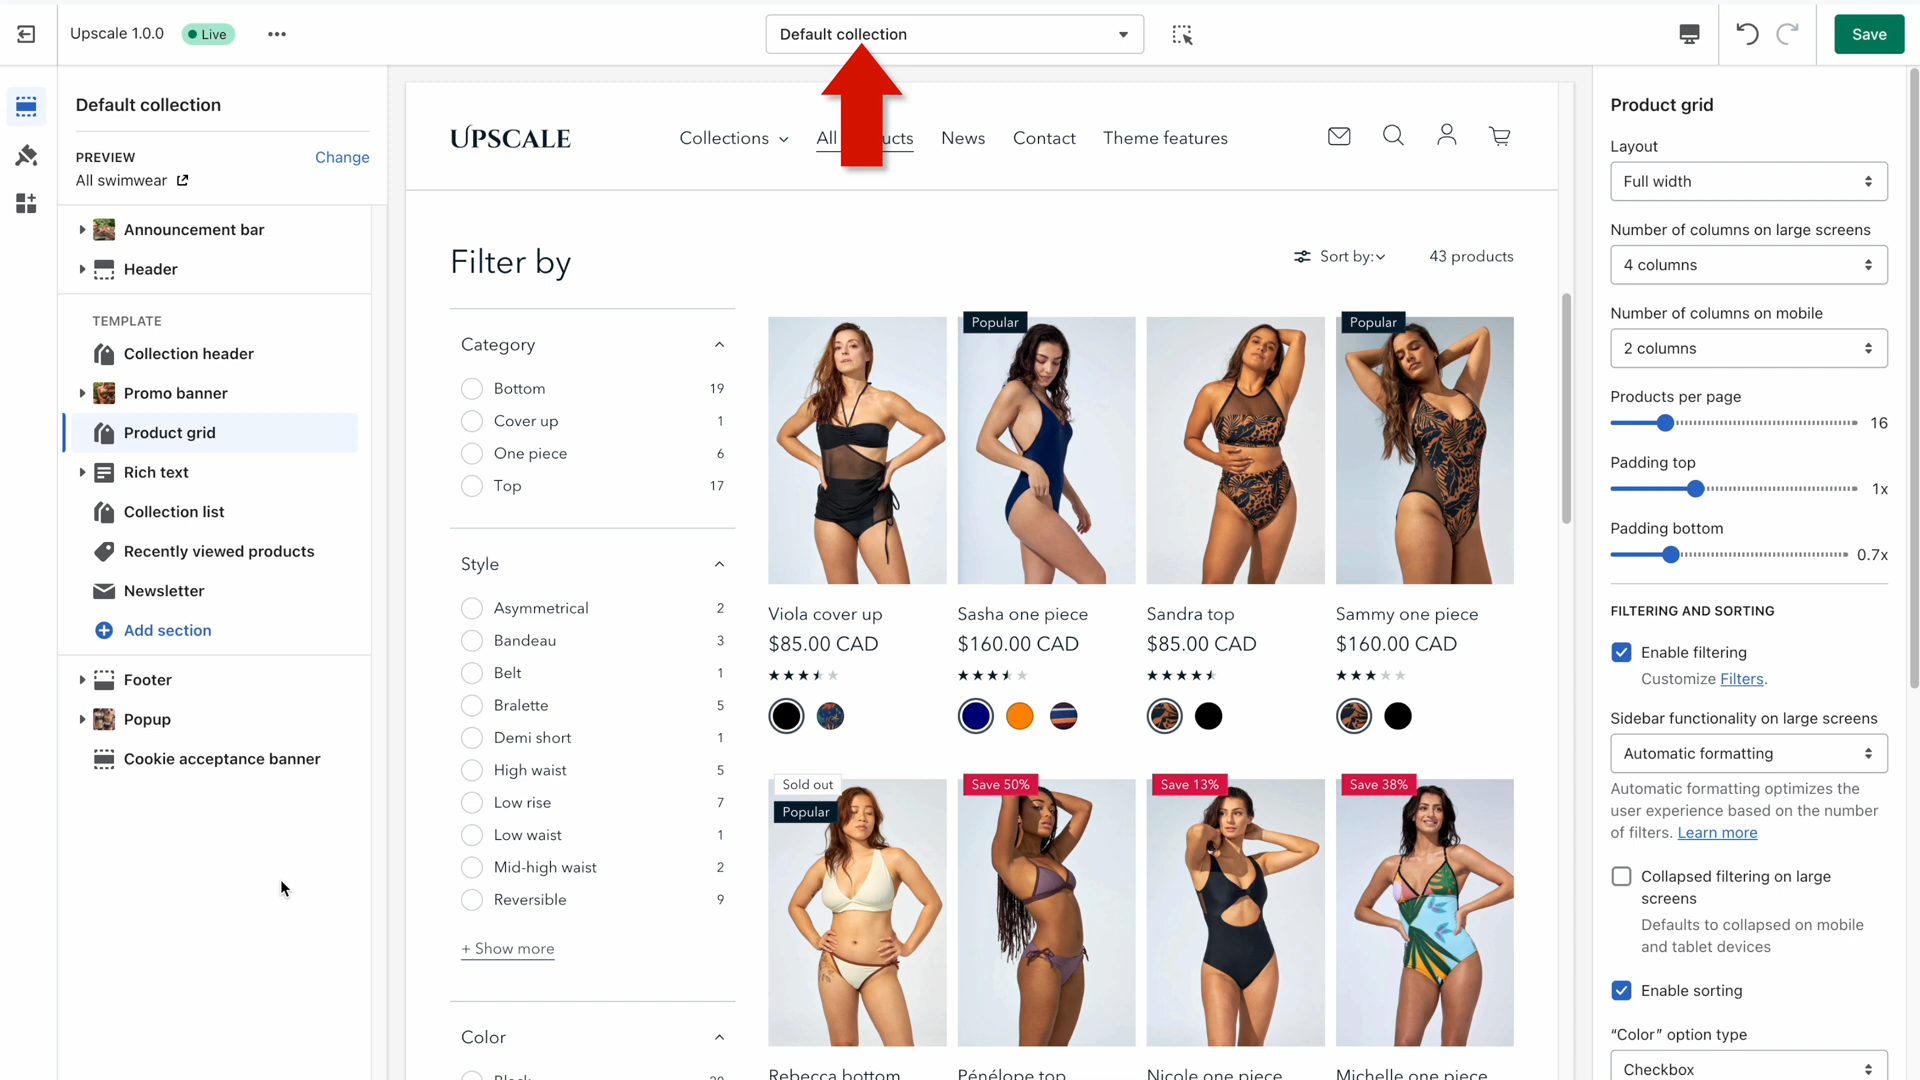 Upscale 1.0.0
Live
Default collection
Save
Default collection
PREVIEW
Change
All swimwear
Announcement bar
Header
TEMPLATE
Collection header
Promo banner
Product grid
Rich text
Collection list
Recently viewed products
Newsletter
Add section
Footer
Popup
Cookie acceptance banner
UPSCALE
Collections
All
ucts
News
Contact
Theme features
Filter by
Sort by:
43 products
Category
Bottom 19
Cover up 1
One piece 6
Top 17
Style
Asymmetrical 2
Bandeau 3
Belt 1
Bralette 5
Demi short 1
High waist 5
Low rise 7
Low waist 1
Mid-high waist 2
Reversible 9
+ Show more
Color
Popular
Popular
Viola cover up
$85.00 CAD
Sasha one piece
$160.00 CAD
Sandra top
$85.00 CAD
Sammy one piece
$160.00 CAD
Sold out
Popular
Save 50%
Save 13%
Save 38%
Rebecca bottom
Pénélope top
Nicole one piece
Michelle one piece
Product grid
Layout
Full width
Number of columns on large screens
4 columns
Number of columns on mobile
2 columns
Products per page
16
Padding top
1x
Padding bottom
0.7x
FILTERING AND SORTING
Enable filtering
Customize Filters.
Sidebar functionality on large screens
Automatic formatting
Automatic formatting optimizes the
user experience based on the number
of filters. Learn more
Collapsed filtering on large
screens
Defaults to collapsed on mobile
and tablet devices
Enable sorting
“Color” option type
Checkbox